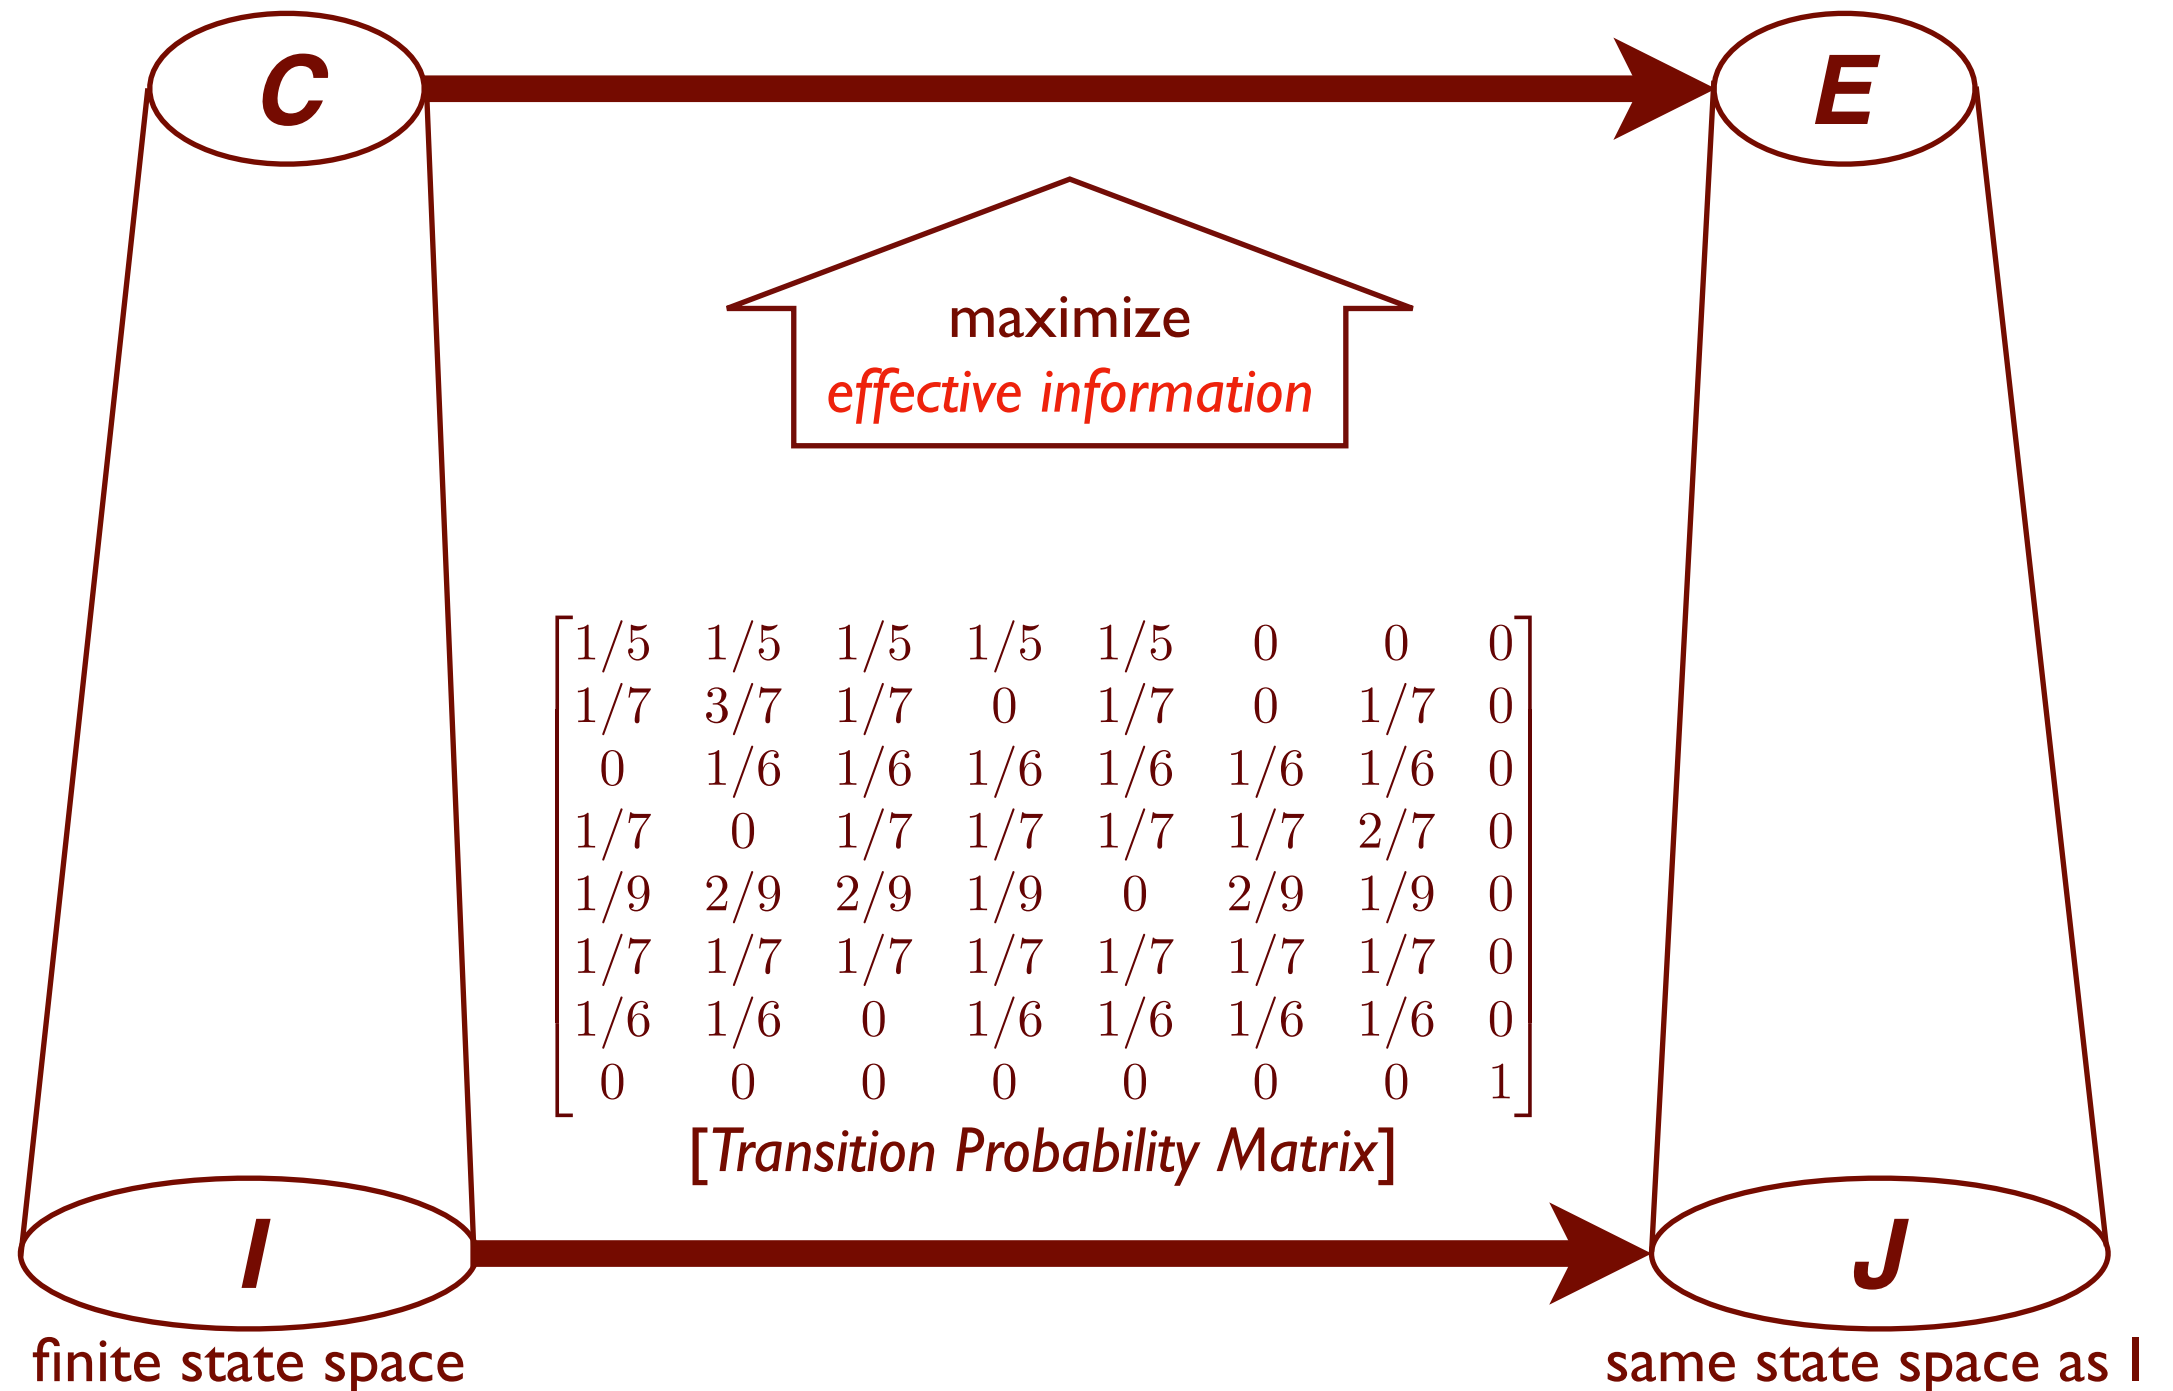 C E
maximize
effective information
1/5 1/5 1/5 1/5 1/5 0 0 0
1/7 3/7 1/7 0 1/7 0 1/7 0
0 1/6 1/6 1/6 1/6 1/6 1/6 0
1/7 0 1/7 1/7 1/7 1/7 2/7 0
1/9 2/9 2/9 1/9 0 2/9 1/9 0
1/7 1/7 1/7 1/7 1/7 1/7 1/7 0
1/6 1/6 0 1/6 1/6 1/6 1/6 0
0 0 0 0 0 0 0 1
[Transition Probability Matrix]
I J
finite state space same state space as I